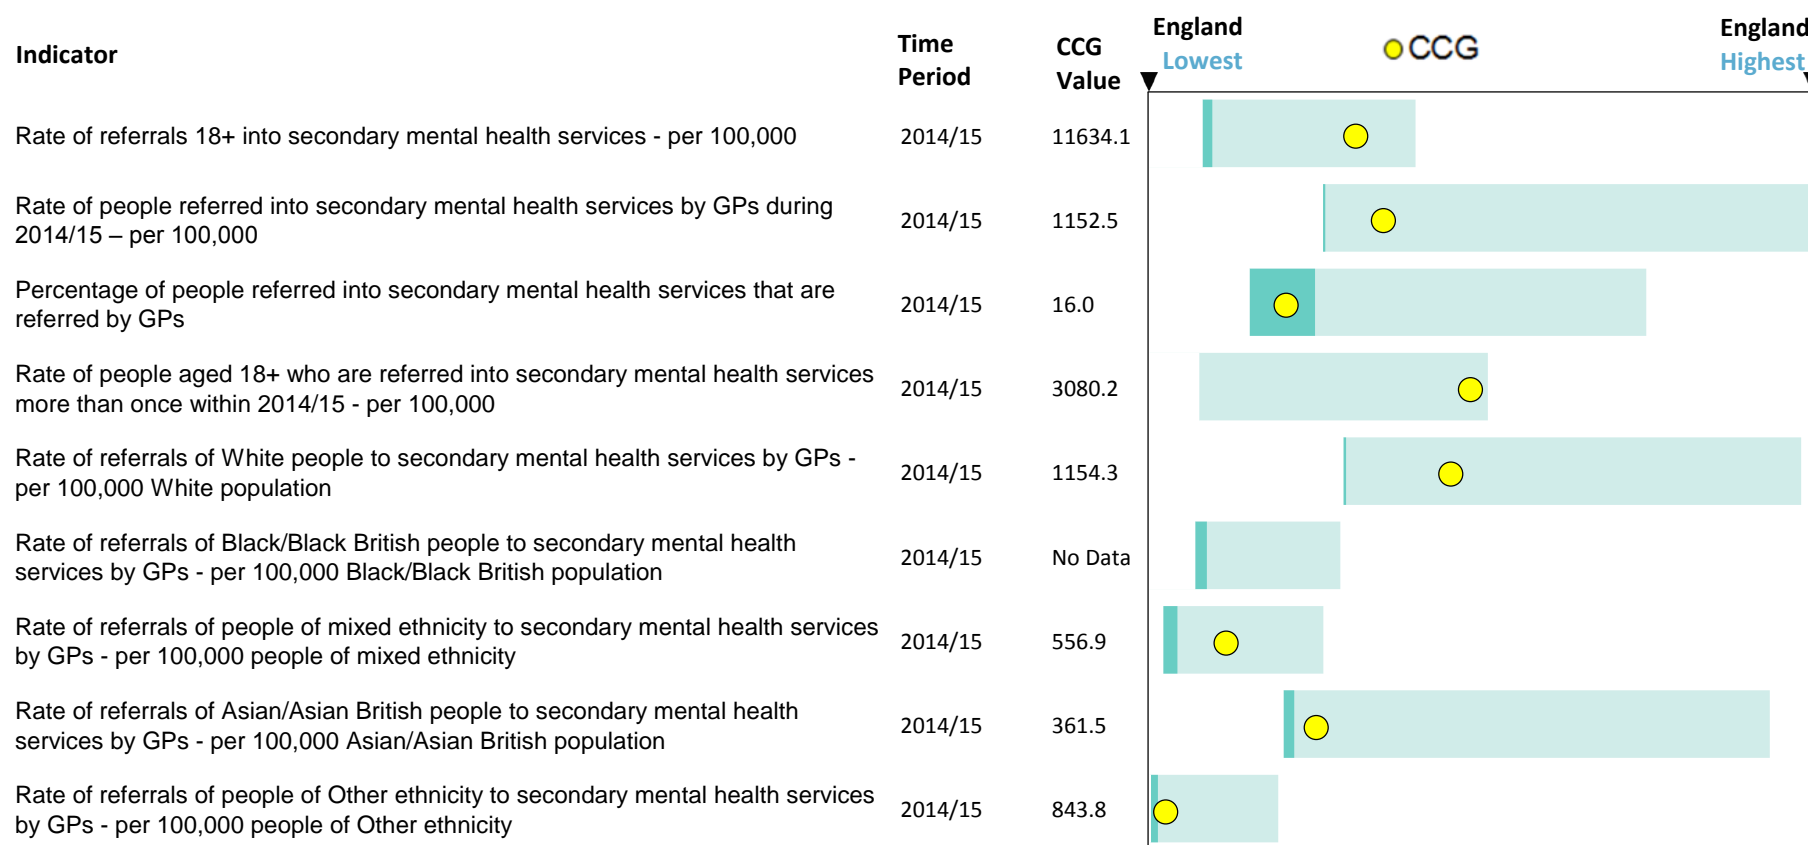 Indicator
Time
Period
CCG
Value
England
Lowest
CCG
England
Highest
Rate of referrals 18+ into secondary mental health services - per 100,000
2014/15
11634.1
Rate of people referred into secondary mental health services by GPs during
2014/15 – per 100,000
2014/15
1152.5
Percentage of people referred into secondary mental health services that are
referred by GPs
2014/15
16.0
Rate of people aged 18+ who are referred into secondary mental health services
more than once within 2014/15 - per 100,000
2014/15
3080.2
Rate of referrals of White people to secondary mental health services by GPs -
per 100,000 White population
2014/15
1154.3
Rate of referrals of Black/Black British people to secondary mental health
services by GPs - per 100,000 Black/Black British population
2014/15
No Data
Rate of referrals of people of mixed ethnicity to secondary mental health services
by GPs - per 100,000 people of mixed ethnicity
2014/15
556.9
Rate of referrals of Asian/Asian British people to secondary mental health
services by GPs - per 100,000 Asian/Asian British population
2014/15
361.5
Rate of referrals of people of Other ethnicity to secondary mental health services
by GPs - per 100,000 people of Other ethnicity
2014/15
843.8